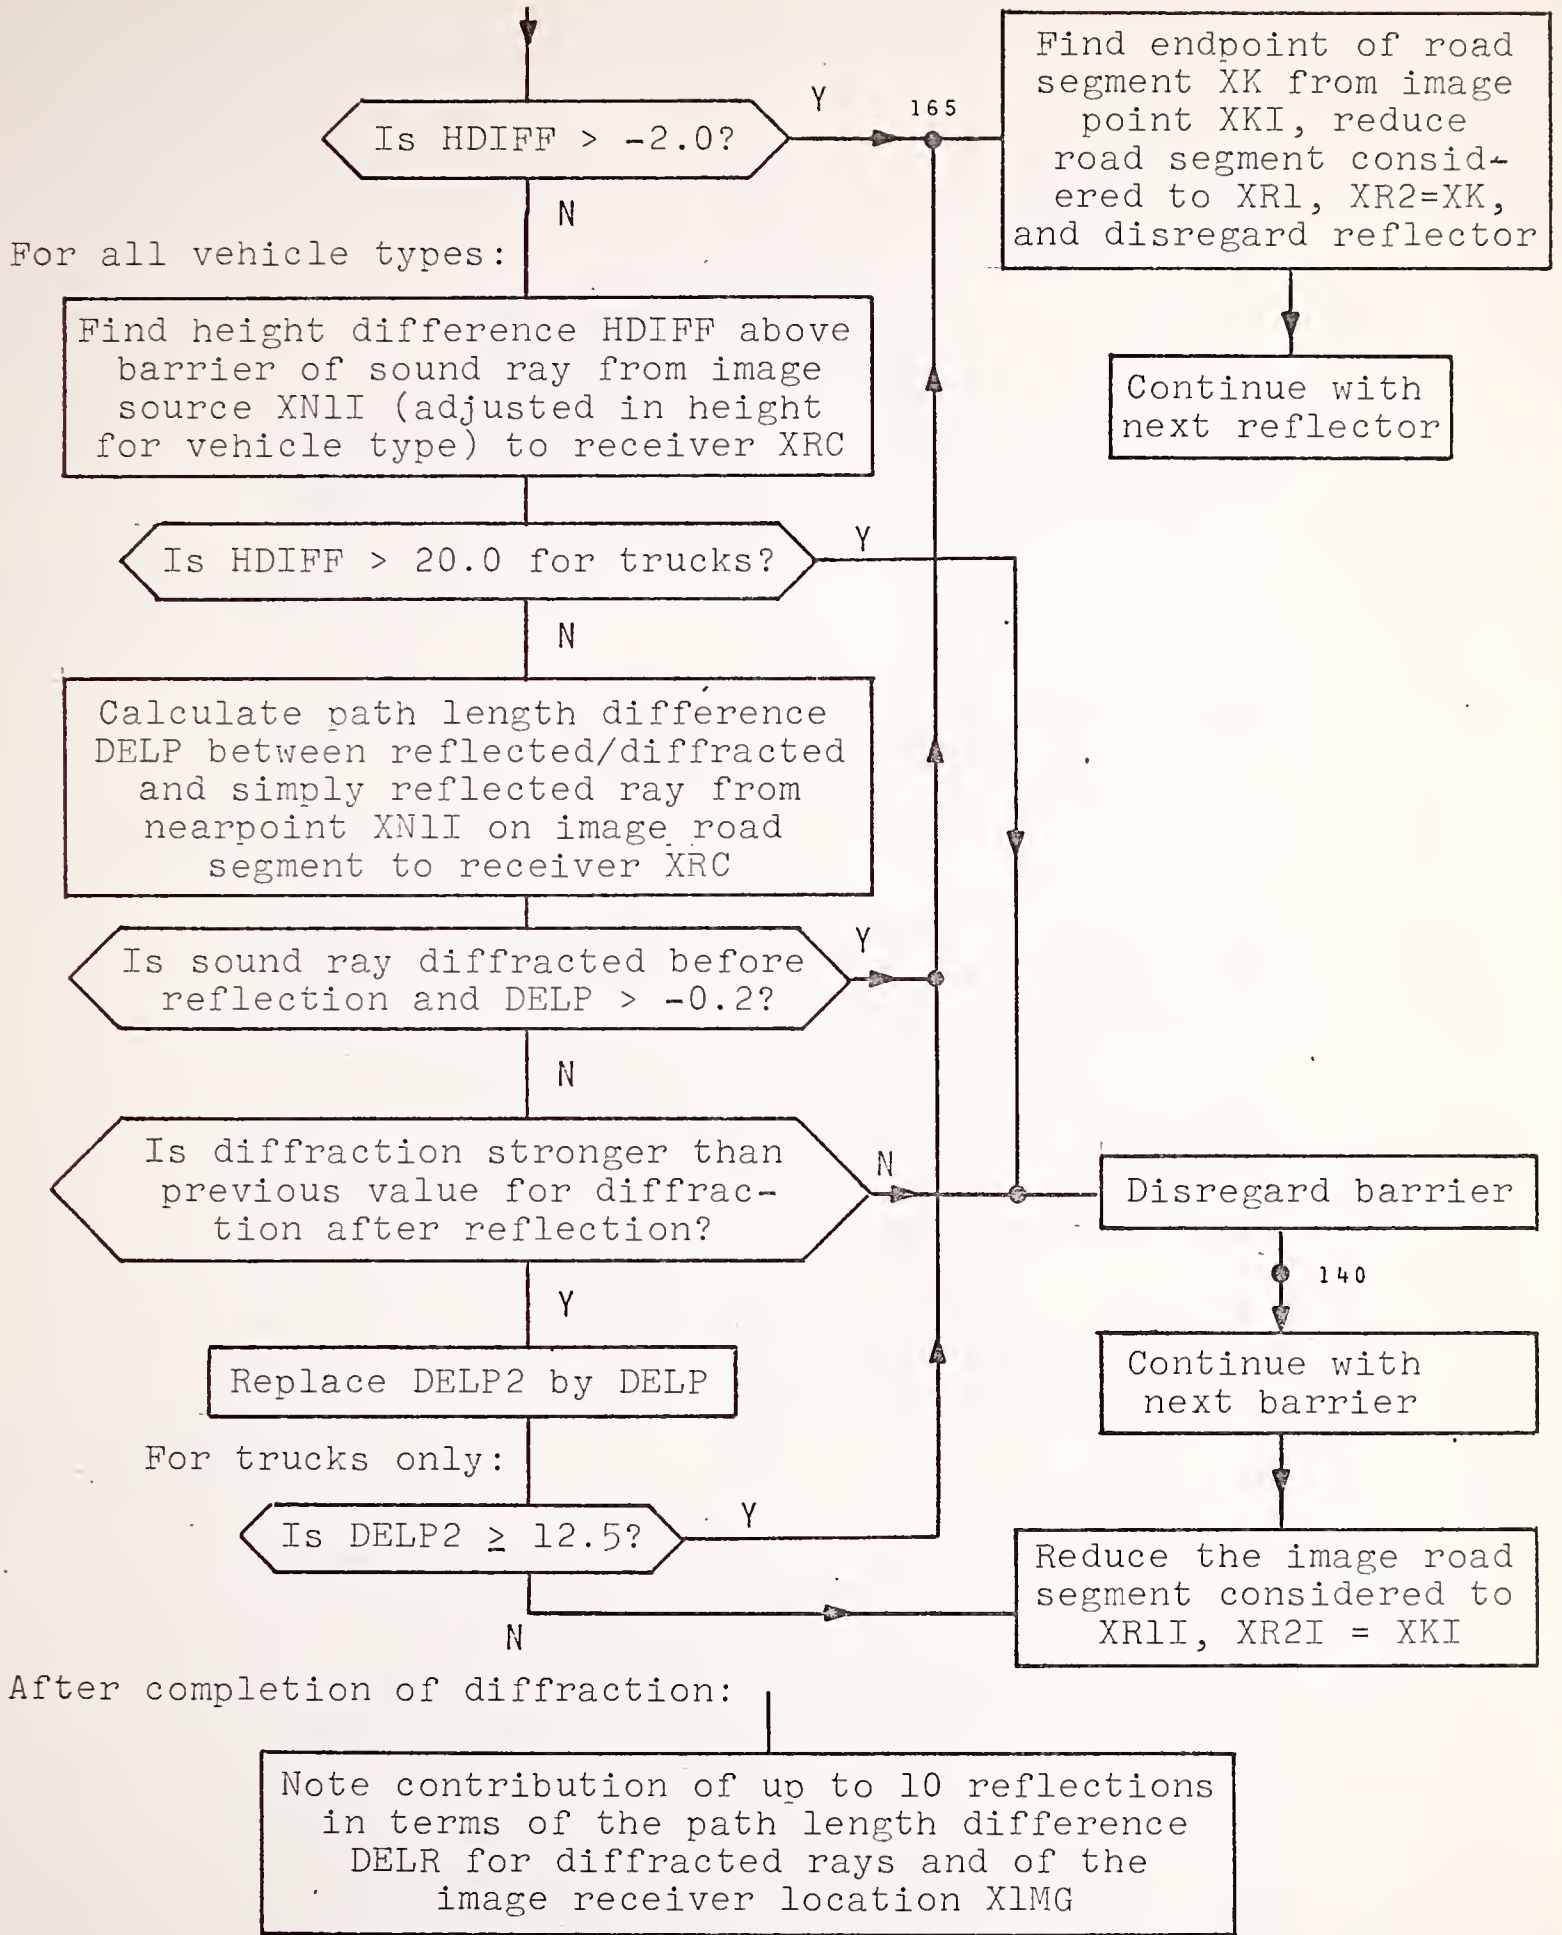 Is HDIFF > -2.0?
Y
165
Find endpoint of road
segment XK from image
point XKI, reduce
road segment consid-
ered to XR1, XR2=XK,
and disregard reflector
N
For all vehicle types:
Find height difference HDIFF above
barrier of sound ray from image
source XN1I (adjusted in height
for vehicle type) to receiver XRC
Continue with
next reflector
Is HDIFF > 20.0 for trucks?
Y
N
Calculate path length difference
DELP between reflected/diffracted
and simply reflected ray from
nearpoint XN1I on image road
segment to receiver XRC
Is sound ray diffracted before
reflection and DELP > -0.2?
Y
N
Is diffraction stronger than
previous value for diffrac-
tion after reflection?
N
Disregard barrier
140
Y
Replace DELP2 by DELP
Continue with
next barrier
For trucks only:
Is DELP2 ≥ 12.5?
Y
Reduce the image road
segment considered to
XR1I, XR2I = XKI
N
After completion of diffraction:
Note contribution of up to 10 reflections
in terms of the path length difference
DELR for diffracted rays and of the
image receiver location X1MG